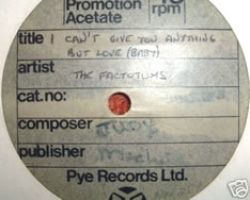 Promotion
Acetate
rpm
title I CAN'T GIVE YOU ANYTHING
BUT LOVE (BABY)
artist
THE FACTOTUMS
cat.no:
composer
publisher
Pye Records Ltd.